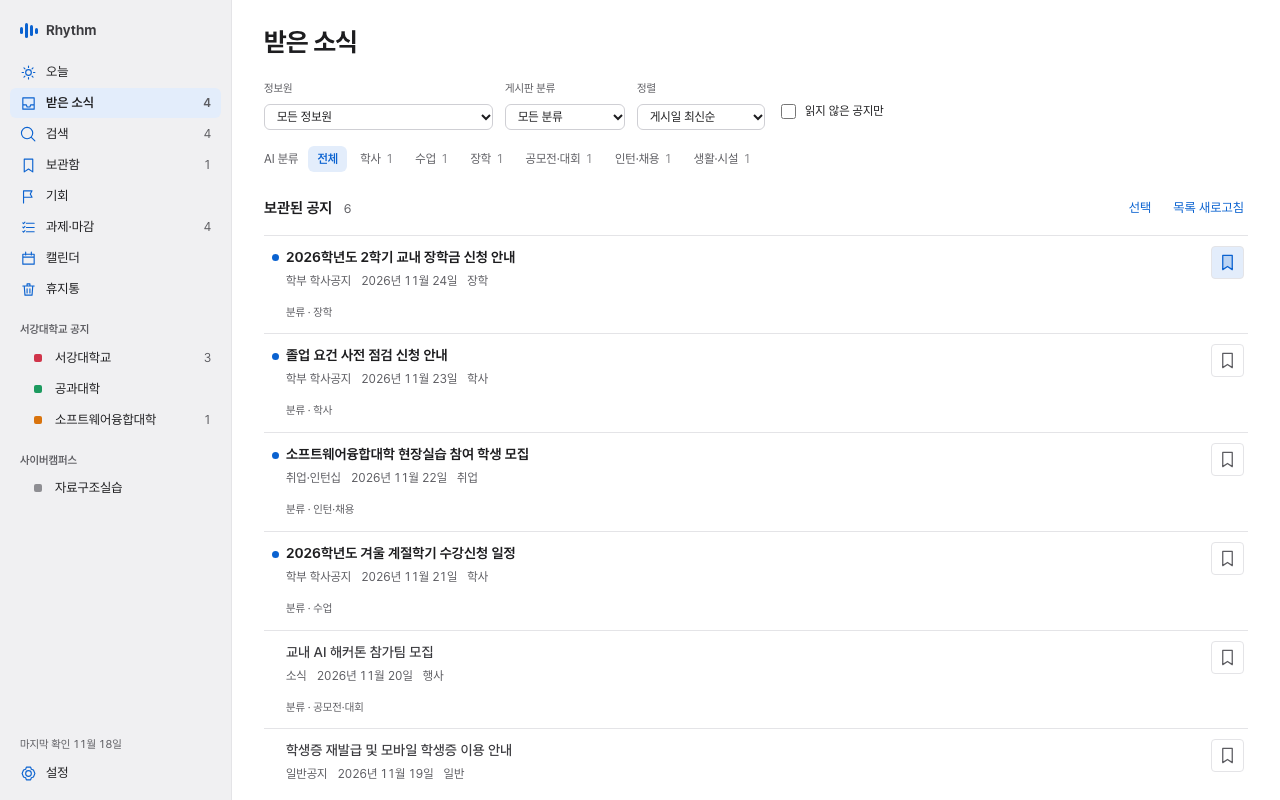 Rhythm
오늘
받은 소식 4
검색 4
보관함 1
기회
과제·마감 4
캘린더
휴지통
서강대학교 공지
서강대학교 3
공과대학
소프트웨어융합대학 1
사이버캠퍼스
자료구조실습
마지막 확인 11월 18일
설정
받은 소식
정보원 게시판 분류 정렬
모든 정보원 모든 분류 게시일 최신순 읽지 않은 공지만
AI 분류 전체 학사 1 수업 1 장학 1 공모전·대회 1 인턴·채용 1 생활·시설 1
보관된 공지 6 선택 목록 새로고침
2026학년도 2학기 교내 장학금 신청 안내
학부 학사공지 2026년 11월 24일 장학
분류 · 장학
졸업 요건 사전 점검 신청 안내
학부 학사공지 2026년 11월 23일 학사
분류 · 학사
소프트웨어융합대학 현장실습 참여 학생 모집
취업·인턴십 2026년 11월 22일 취업
분류 · 인턴·채용
2026학년도 겨울 계절학기 수강신청 일정
학부 학사공지 2026년 11월 21일 학사
분류 · 수업
교내 AI 해커톤 참가팀 모집
소식 2026년 11월 20일 행사
분류 · 공모전·대회
학생증 재발급 및 모바일 학생증 이용 안내
일반공지 2026년 11월 19일 일반